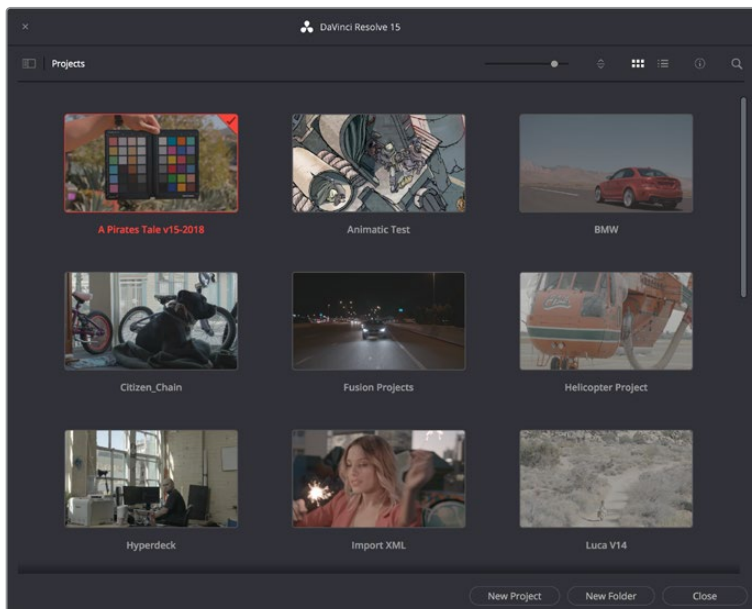 DaVinci Resolve 15
Projects
A Pirates Tale v15-2018
Animatic Test
BMW
Citizen_Chain
Fusion Projects
Helicopter Project
Hyperdeck
Import XML
Luca V14
New Project
New Folder
Close